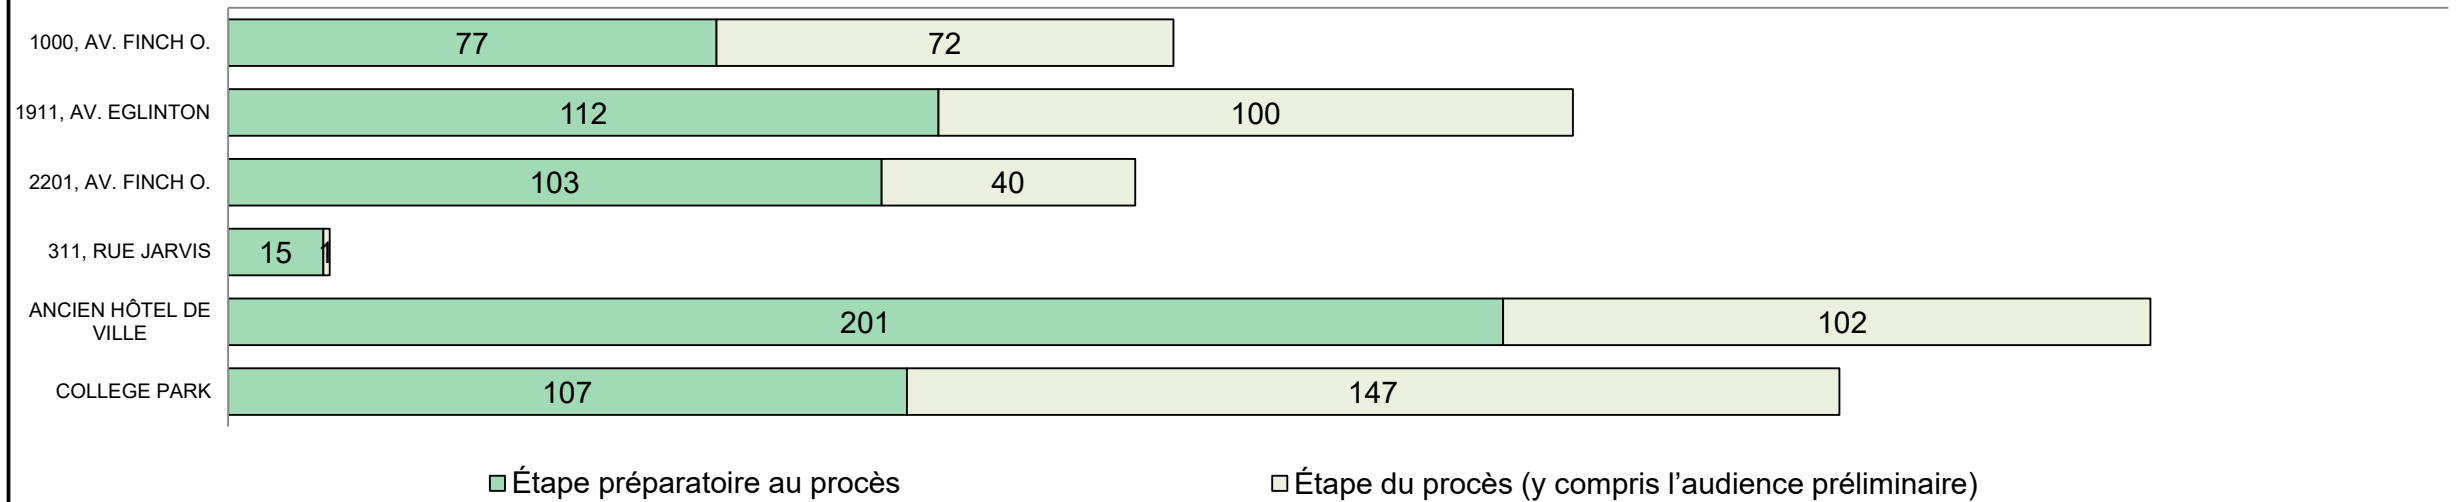 1000, AV. FINCH O.
77
72
1911, AV. EGLINTON
112
100
2201, AV. FINCH O.
103
40
311, RUE JARVIS
15
1
ANCIEN HÔTEL DE
VILLE
201
102
COLLEGE PARK
107
147
Étape préparatoire au procès
Étape du procès (y compris l’audience préliminaire)